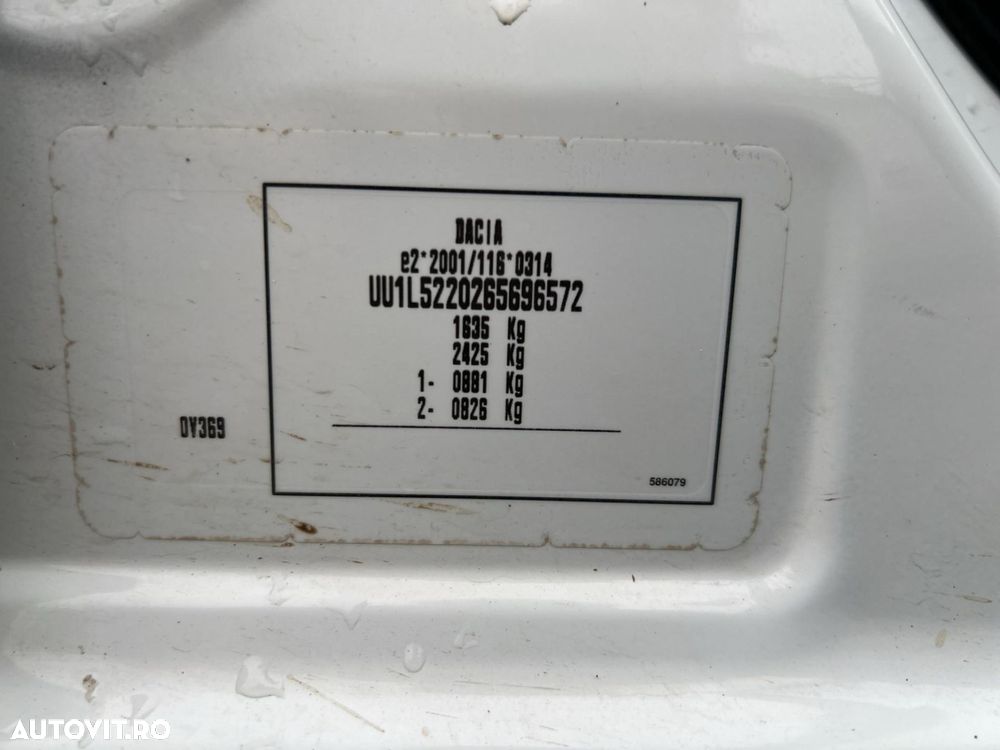 DACIA
e2*2001/116*0314
UU1L5220265696572
1635 Kg
2425 Kg
1- 0881 Kg
2- 0826 Kg
DV369
586079
AUTOVIT.RO